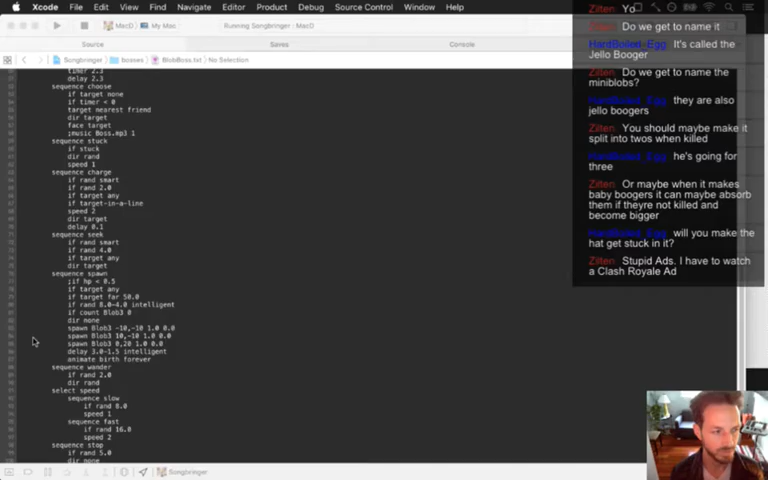 Xcode File Edit View Find Navigate Editor Product Debug Source Control Window Help
MacD My Mac Running Songbringer : MacD
Source Saves Console
Songbringer bosses BlobBoss.txt No Selection
timer 2.3
delay 2.3
sequence choose
if target none
if timer < 0
target nearest friend
dir target
face target
;music Boss.mp3 1
sequence stuck
if stuck
dir rand
speed 1
sequence charge
if rand smart
if rand 2.0
if target any
if target-in-a-line
speed 2
dir target
delay 0.1
sequence seek
if rand smart
if rand 4.0
if target any
dir target
sequence spawn
;if hp < 0.5
if target any
if target far 50.0
if rand 8.0-4.0 intelligent
if count Blob3 0
dir none
spawn Blob3 -10,-10 1.0 0.0
spawn Blob3 10,-10 1.0 0.0
spawn Blob3 0,20 1.0 0.0
delay 3.0-1.5 intelligent
animate birth forever
sequence wander
if rand 2.0
dir rand
select speed
sequence slow
if rand 8.0
speed 1
sequence fast
if rand 16.0
speed 2
sequence stop
if rand 5.0
dir none
Songbringer
Zilten Yo
Zilten Do we get to name it
HardBoiled_Egg It's called the
Jello Booger
Zilten Do we get to name the
miniblobs?
HardBoiled_Egg they are also
jello boogers
Zilten You should maybe make it
split into twos when killed
HardBoiled_Egg he's going for
three
Zilten Or maybe when it makes
baby boogers it can maybe absorb
them if theyre not killed and
become bigger
HardBoiled_Egg will you make the
hat get stuck in it?
Zilten Stupid Ads. I have to watch
a Clash Royale Ad